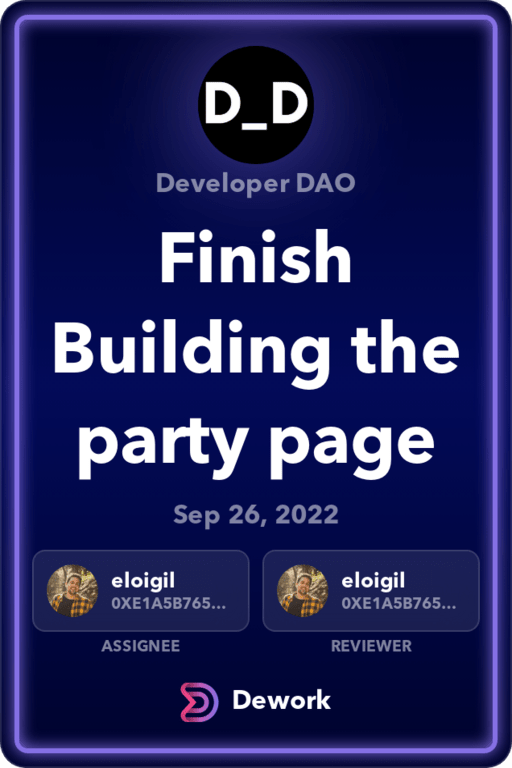 D_D
Developer DAO
Finish
Building the
party page
Sep 26, 2022
eloigil
0XE1A5B765...
ASSIGNEE
eloigil
0XE1A5B765...
REVIEWER
Dework